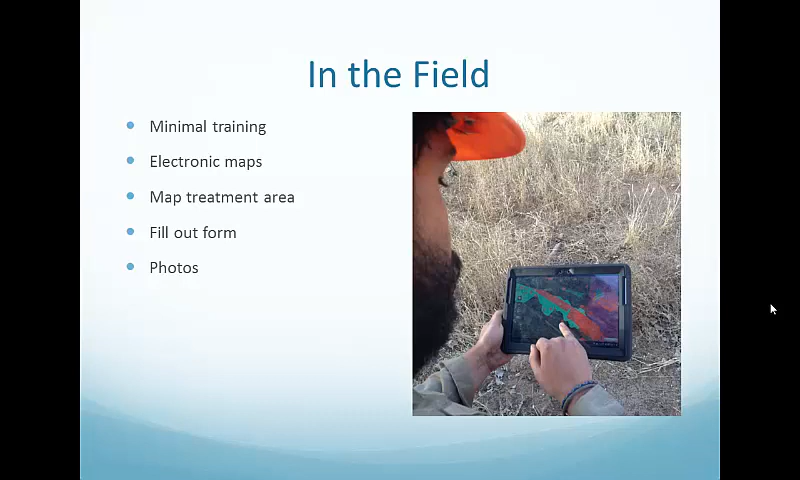 In the Field
Minimal training
Electronic maps
Map treatment area
Fill out form
Photos